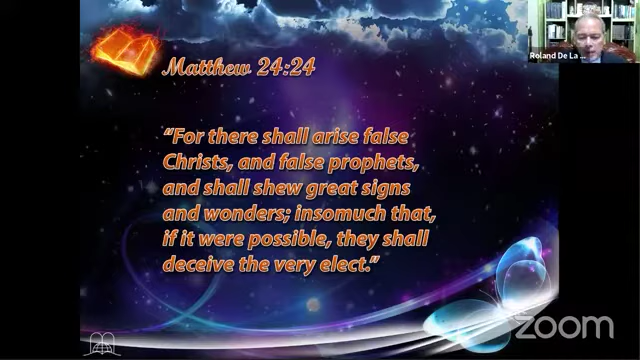 Matthew 24:24
Roland De La ...
“For there shall arise false
Christs, and false prophets,
and shall shew great signs
and wonders; insomuch that,
if it were possible, they shall
deceive the very elect.”
zoom